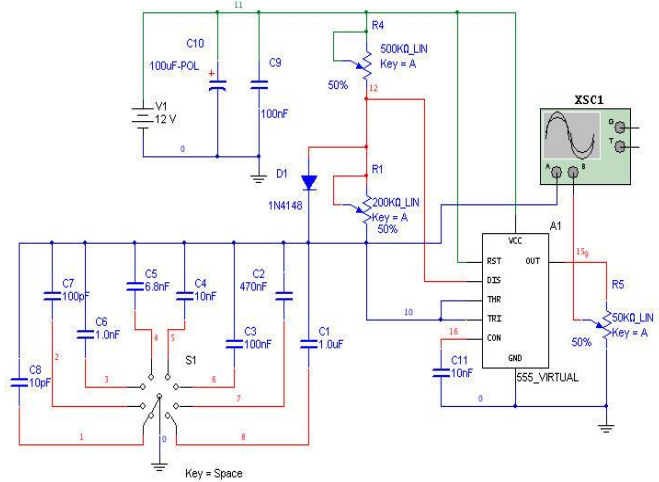 11
R4
C10
500KΩ_LIN
Key = A
C9
100uF-POL
+
50%
12
XSC1
V1
12 V
100nF
G
T
0
A
B
D1
R1
1N4148
200KΩ_LIN
Key = A
50%
A1
VCC
C7
100pF
C5
6.8nF
C4
10nF
C2
470nF
RST
OUT
15
9
R5
DIS
C6
1.0nF
THR
50KΩ_LIN
Key = A
10
TRI
C3
100nF
C1
1.0uF
16
CON
50%
4
5
S1
2
C8
10pF
GND
C11
10nF
555_VIRTUAL
3
6
7
0
1
0
8
Key = Space